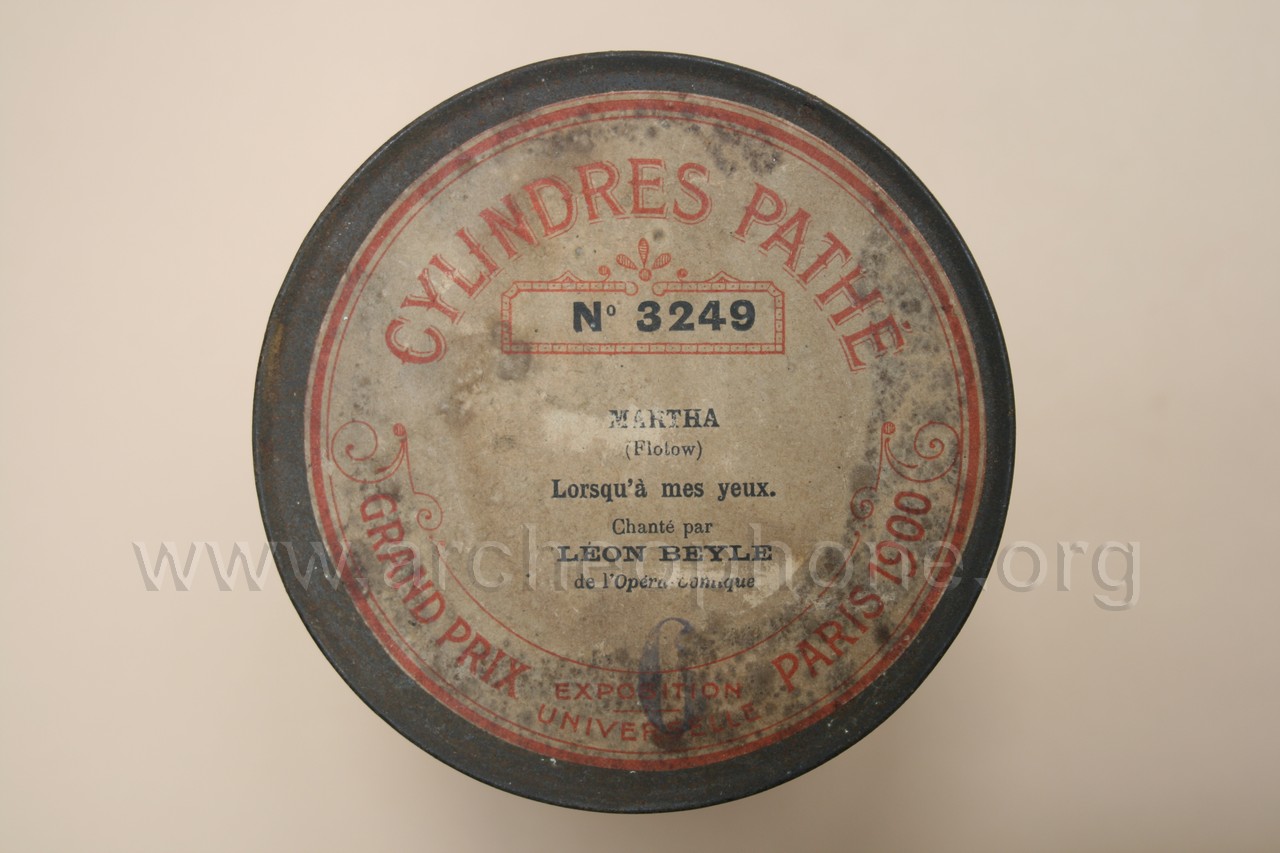 CYLINDRES PATHÉ
Nº 3249
MARTHA
(Flotow)
Lorsqu'à mes yeux.
Chanté par
LÉON BEYLE
de l'Opéra-Comique
GRAND PRIX
EXPOSITION
UNIVERSELLE
PARIS 1900
C
www.archeophone.org